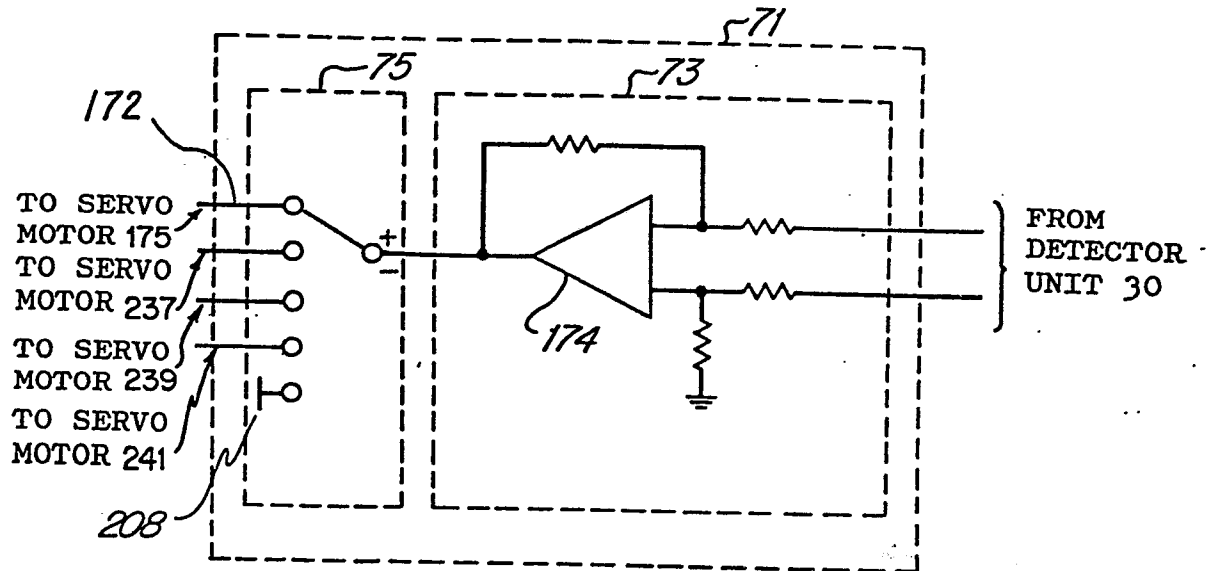 71
75
73
172
TO SERVO
MOTOR 175
TO SERVO
MOTOR 237
TO SERVO
MOTOR 239
TO SERVO
MOTOR 241
+
-
174
208
FROM
DETECTOR
UNIT 30